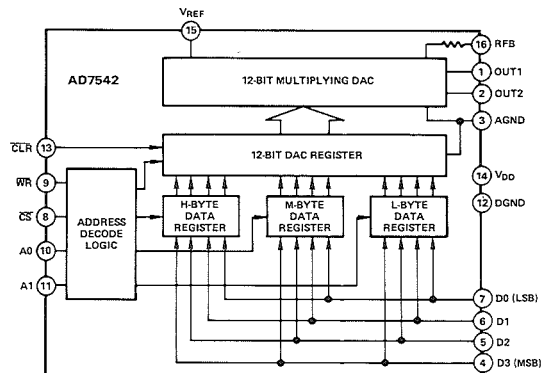 VREF
15
16 RFB
AD7542
12-BIT MULTIPLYING DAC
1 OUT1
2 OUT2
3 AGND
CLR 13
12-BIT DAC REGISTER
WR 9
14 VDD
12 DGND
CS 8
ADDRESS
DECODE
LOGIC
H-BYTE
DATA
REGISTER
M-BYTE
DATA
REGISTER
L-BYTE
DATA
REGISTER
A0 10
A1 11
7 D0 (LSB)
6 D1
5 D2
4 D3 (MSB)